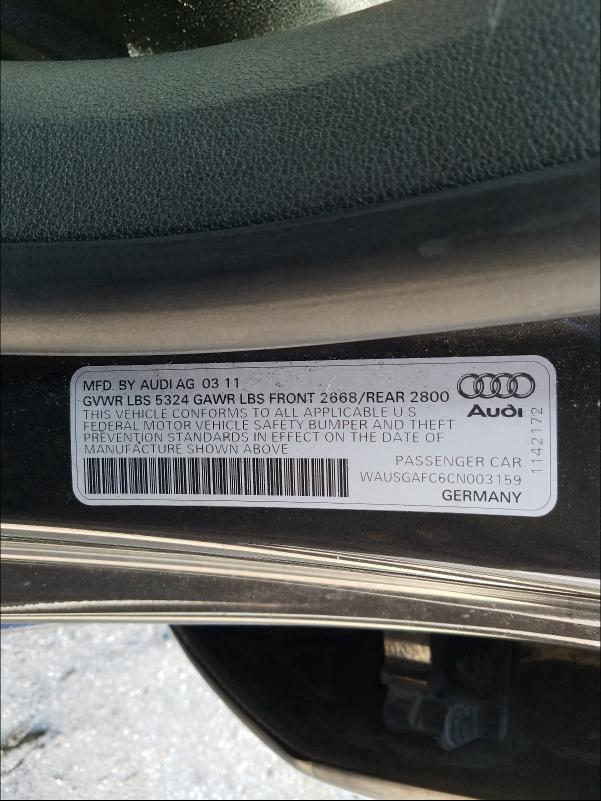 MFD. BY AUDI AG 03 11
GVWR LBS 5324 GAWR LBS FRONT 2668/REAR 2800
THIS VEHICLE CONFORMS TO ALL APPLICABLE U S
FEDERAL MOTOR VEHICLE SAFETY BUMPER AND THEFT
PREVENTION STANDARDS IN EFFECT ON THE DATE OF
MANUFACTURE SHOWN ABOVE
Audi
PASSENGER CAR
WAUSGAFC6CN003159
GERMANY
1142172